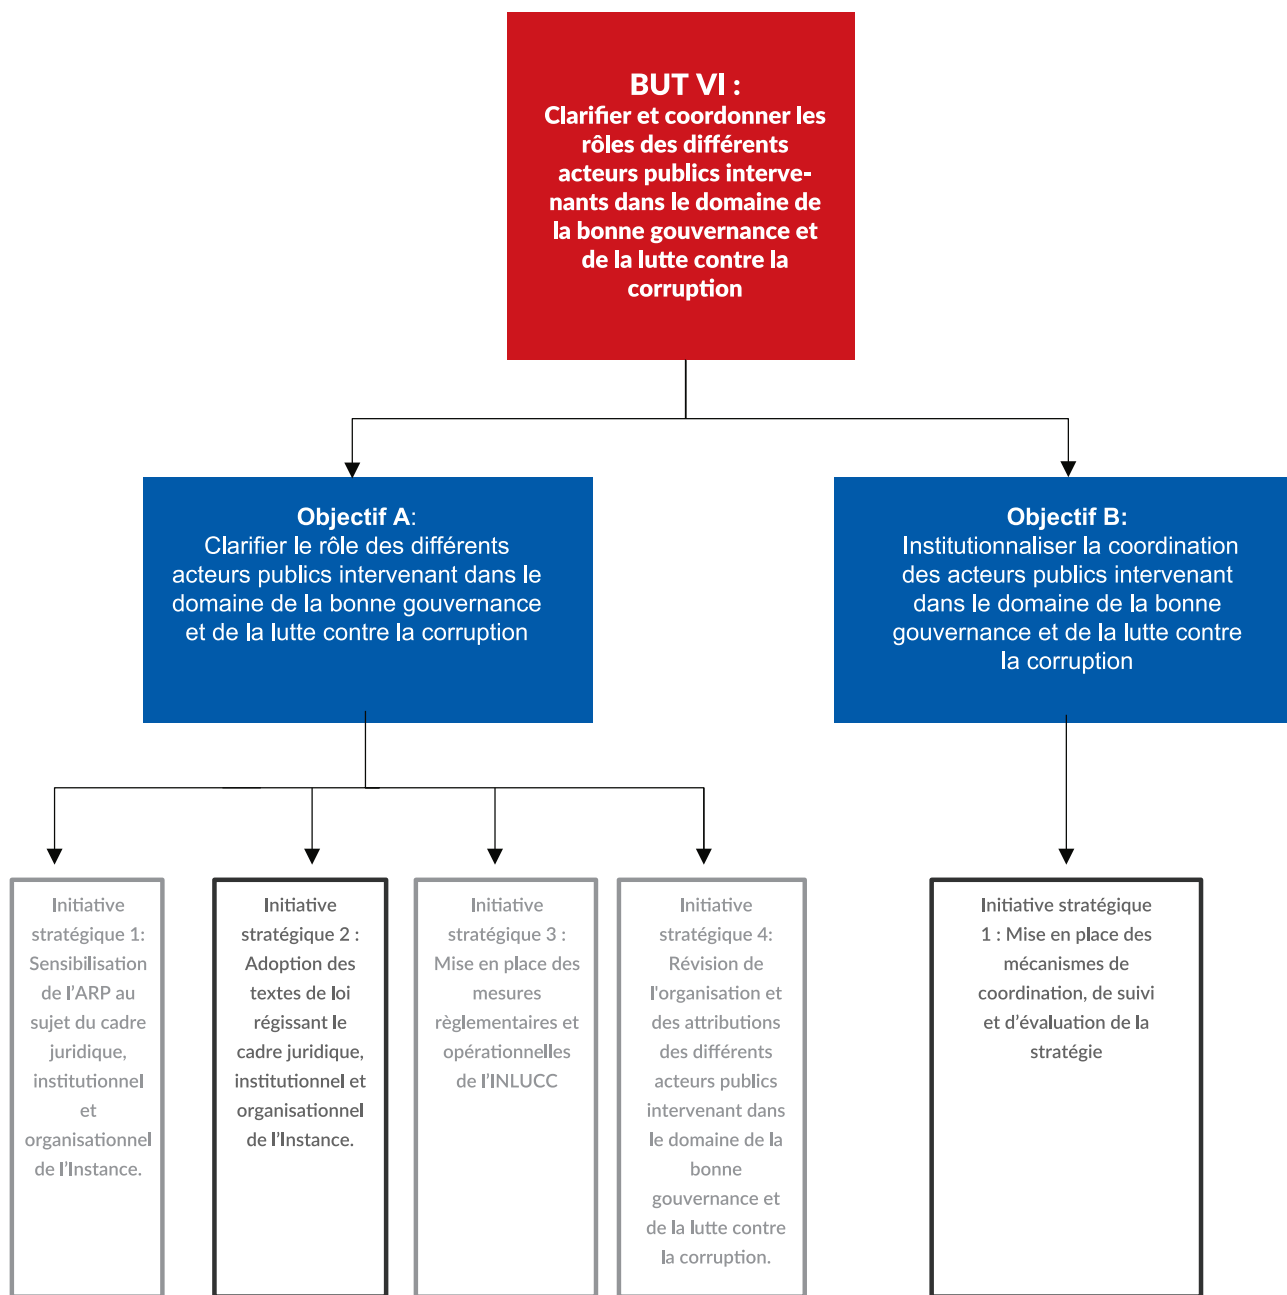 BUT VI :
Clarifier et coordonner les
rôles des différents
acteurs publics interve-
nants dans le domaine de
la bonne gouvernance et
de la lutte contre la
corruption
Objectif A:
Clarifier le rôle des différents
acteurs publics intervenant dans le
domaine de la bonne gouvernance
et de la lutte contre la corruption
Objectif B:
Institutionnaliser la coordination
des acteurs publics intervenant
dans le domaine de la bonne
gouvernance et de la lutte contre
la corruption
Initiative
stratégique 1:
Sensibilisation
de l’ARP au
sujet du cadre
juridique,
institutionnel
et
organisationnel
de l’Instance.
Initiative
stratégique 2 :
Adoption des
textes de loi
régissant le
cadre juridique,
institutionnel et
organisationnel
de l’Instance.
Initiative
stratégique 3 :
Mise en place des
mesures
règlementaires et
opérationnelles
de l’INLUCC
Initiative
stratégique 4:
Révision de
l'organisation et
des attributions
des différents
acteurs publics
intervenant dans
le domaine de la
bonne
gouvernance et
de la lutte contre
la corruption.
Initiative stratégique
1 : Mise en place des
mécanismes de
coordination, de suivi
et d’évaluation de la
stratégie